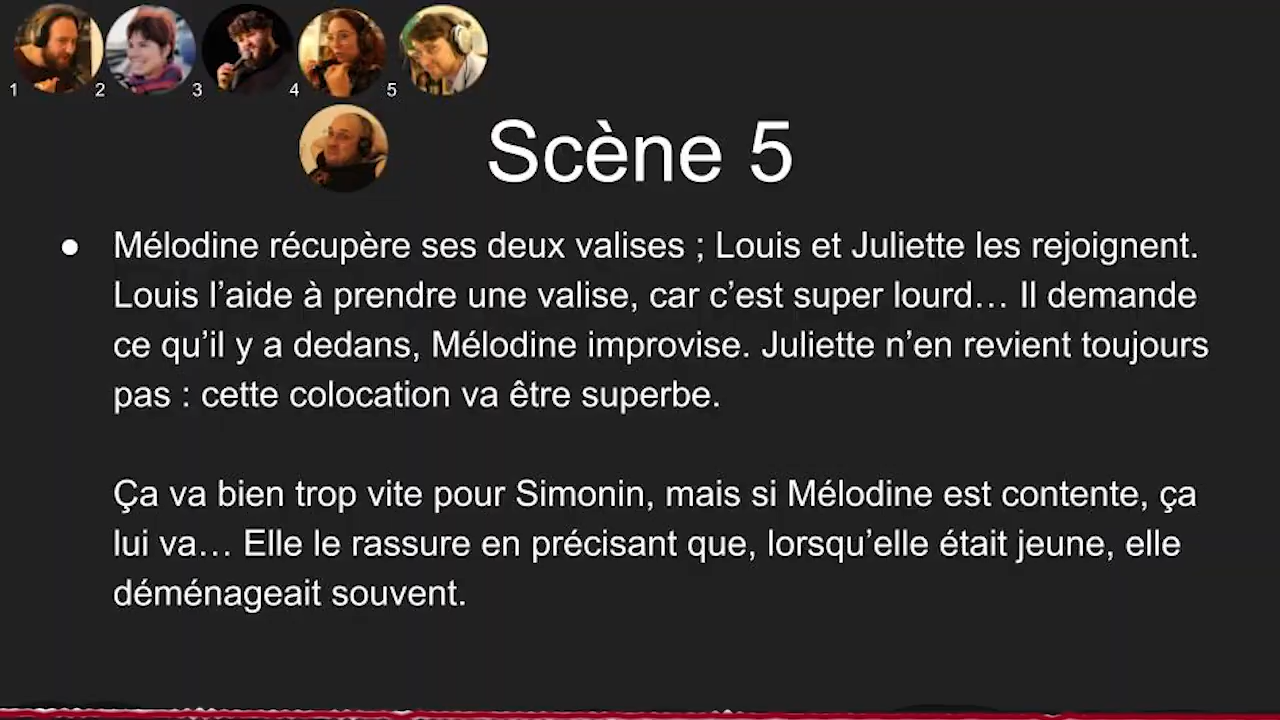 1 2 3 4 5
Scène 5
● Mélodine récupère ses deux valises ; Louis et Juliette les rejoignent.
Louis l’aide à prendre une valise, car c’est super lourd… Il demande
ce qu’il y a dedans, Mélodine improvise. Juliette n’en revient toujours
pas : cette colocation va être superbe.
Ça va bien trop vite pour Simonin, mais si Mélodine est contente, ça
lui va… Elle le rassure en précisant que, lorsqu’elle était jeune, elle
déménageait souvent.